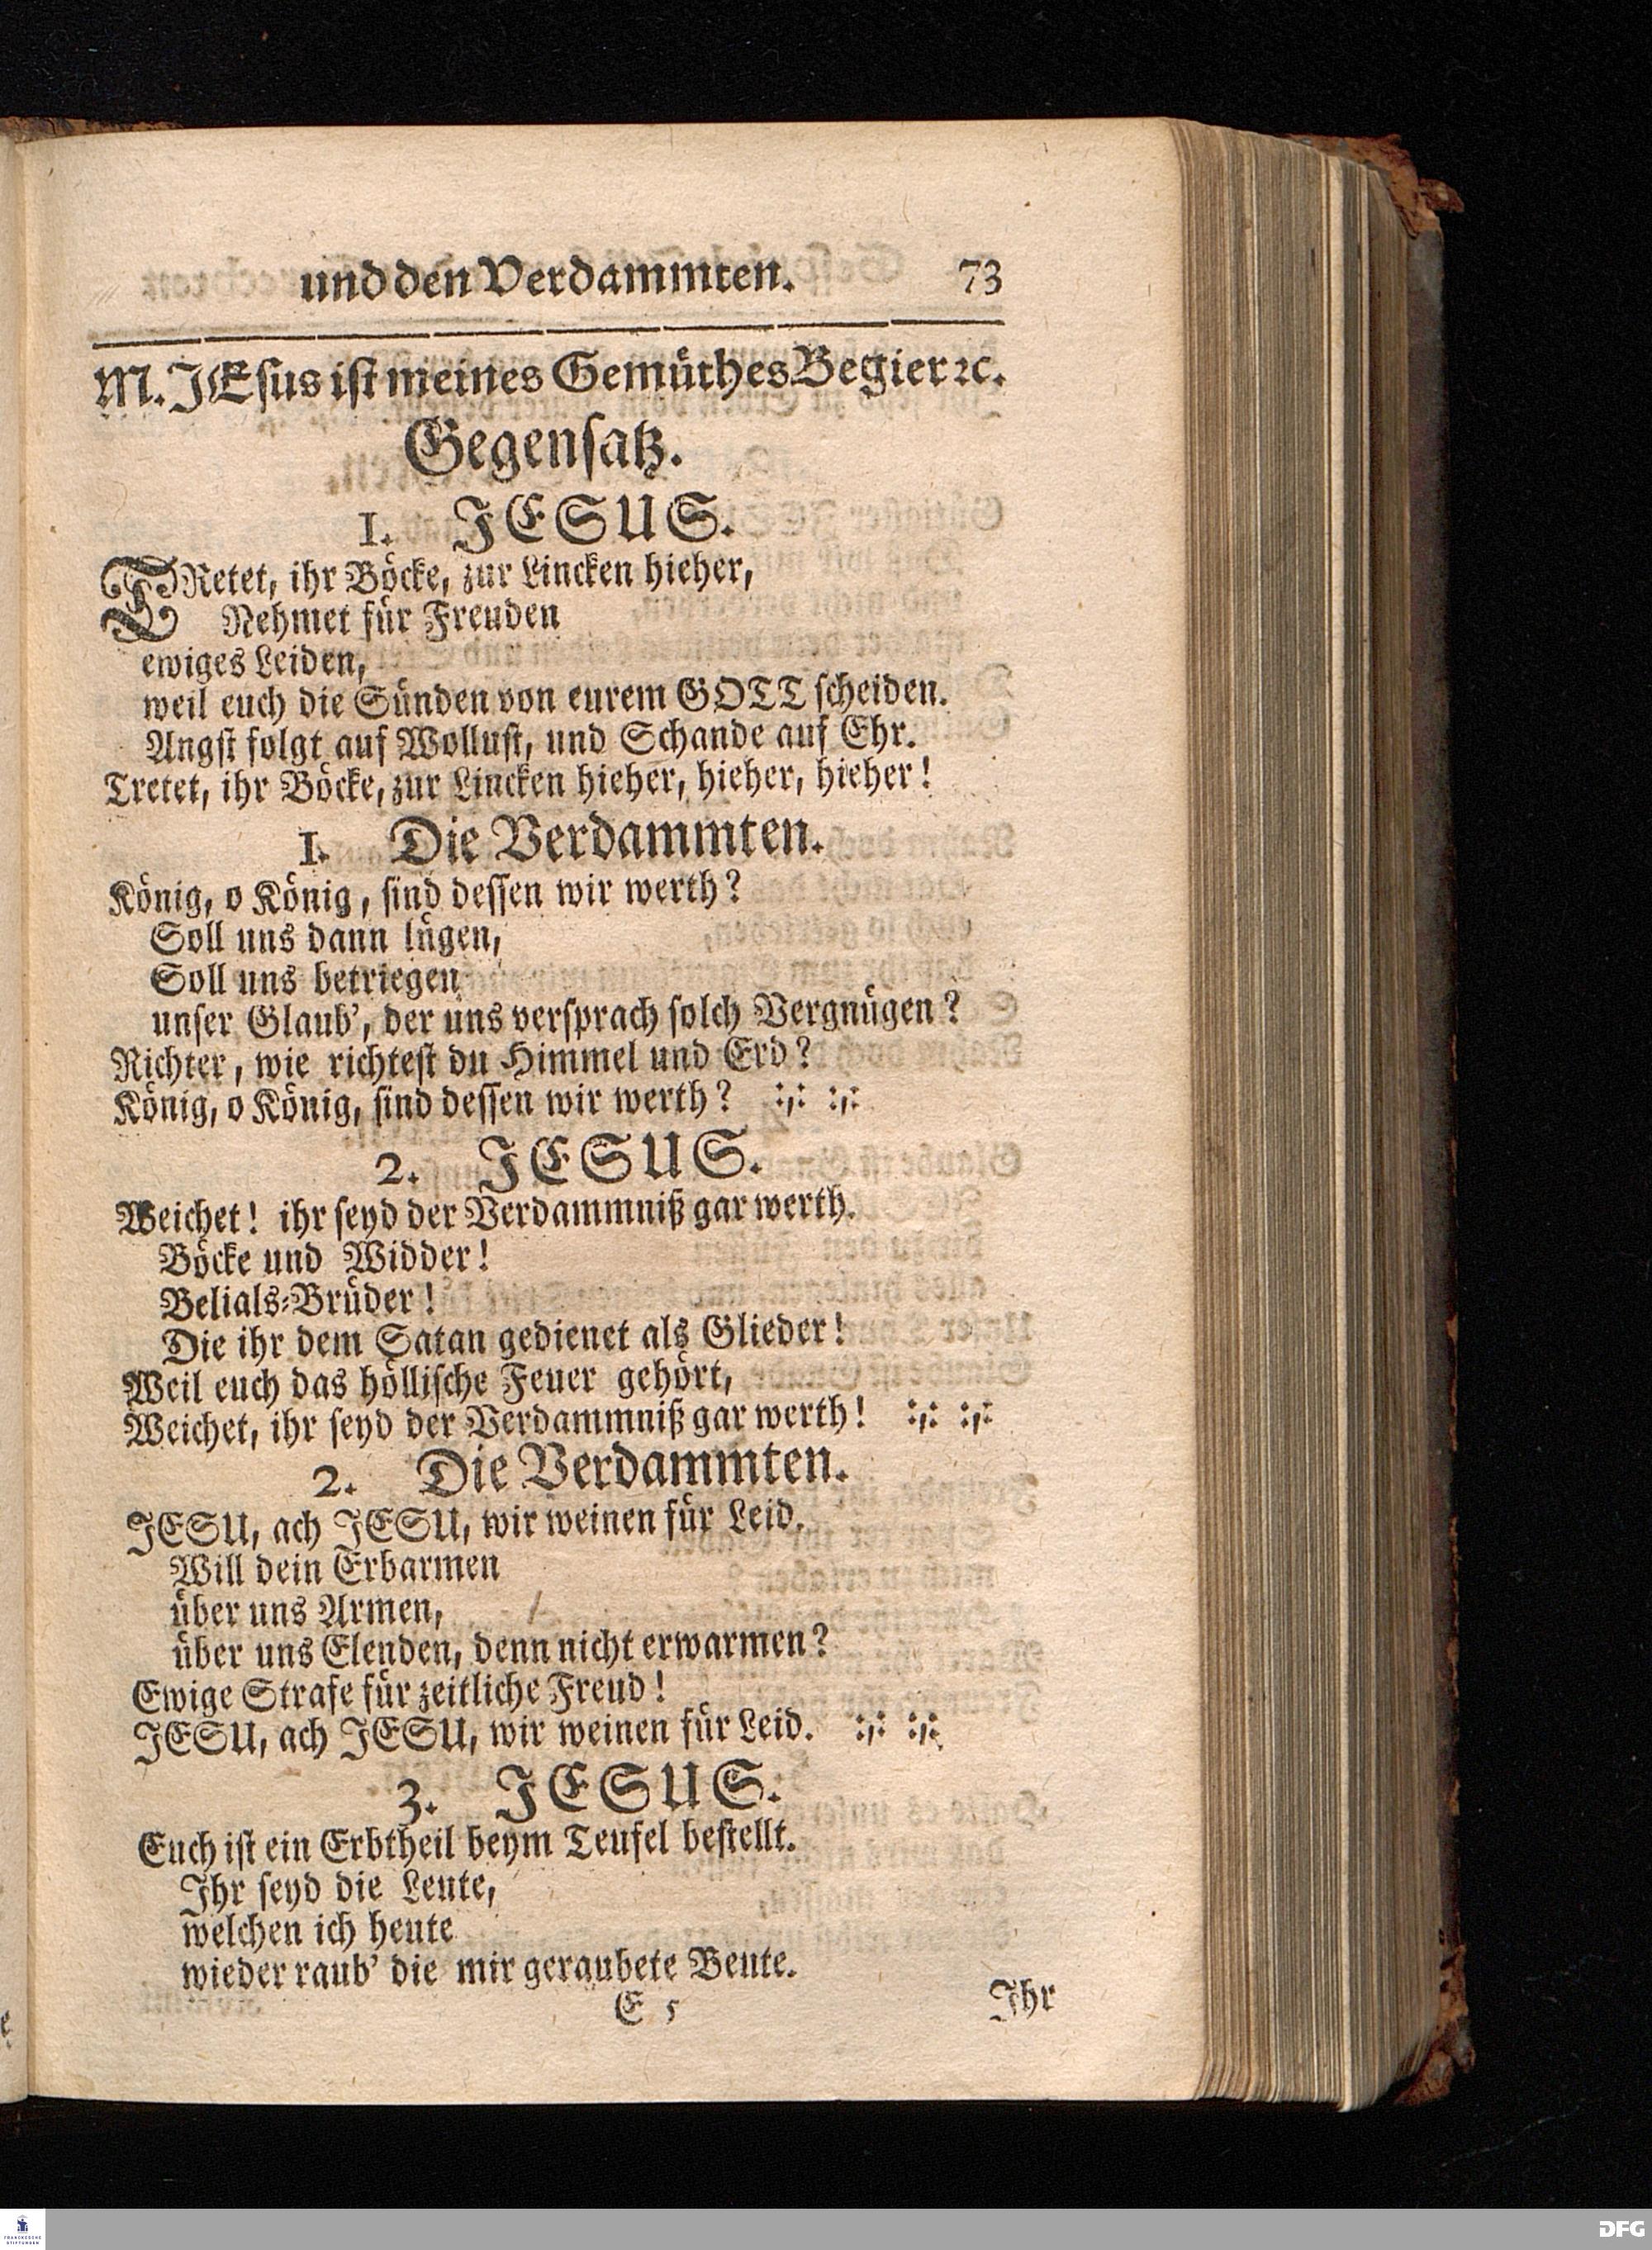 und den Verdammten. 73
M. JEsus ist meines Gemüthes Begier ꝛc.
Gegensatz.
1. JESUS.
TRetet, ihr Böcke, zur Lincken hieher,
Nehmet für Freuden
ewiges Leiden,
weil euch die Sünden von eurem GOTT scheiden.
Angst folgt auf Wollust, und Schande auf Ehr.
Tretet, ihr Böcke, zur Lincken hieher, hieher, hieher!
1. Die Verdammten.
König, o König, sind dessen wir werth?
Soll uns dann lügen,
Soll uns betriegen
unser Glaub', der uns versprach solch Vergnügen?
Richter, wie richtest du Himmel und Erd?
König, o König, sind dessen wir werth? :,: :,:
2. JESUS.
Weichet! ihr seyd der Verdammniß gar werth.
Böcke und Widder!
Belials-Brüder!
Die ihr dem Satan gedienet als Glieder!
Weil euch das höllische Feuer gehört,
Weichet, ihr seyd der Verdammniß gar werth! :,: :,:
2. Die Verdammten.
JESU, ach JESU, wir weinen für Leid.
Will dein Erbarmen
über uns Armen,
über uns Elenden, denn nicht erwarmen?
Ewige Strafe für zeitliche Freud!
JESU, ach JESU, wir weinen für Leid. :,: :,:
3. JESUS.
Euch ist ein Erbtheil beym Teufel bestellt.
Ihr seyd die Leute,
welchen ich heute
wieder raub' die mir geraubete Beute.
E 5 Ihr
FRANCKESCHE
STIFTUNGEN
DFG